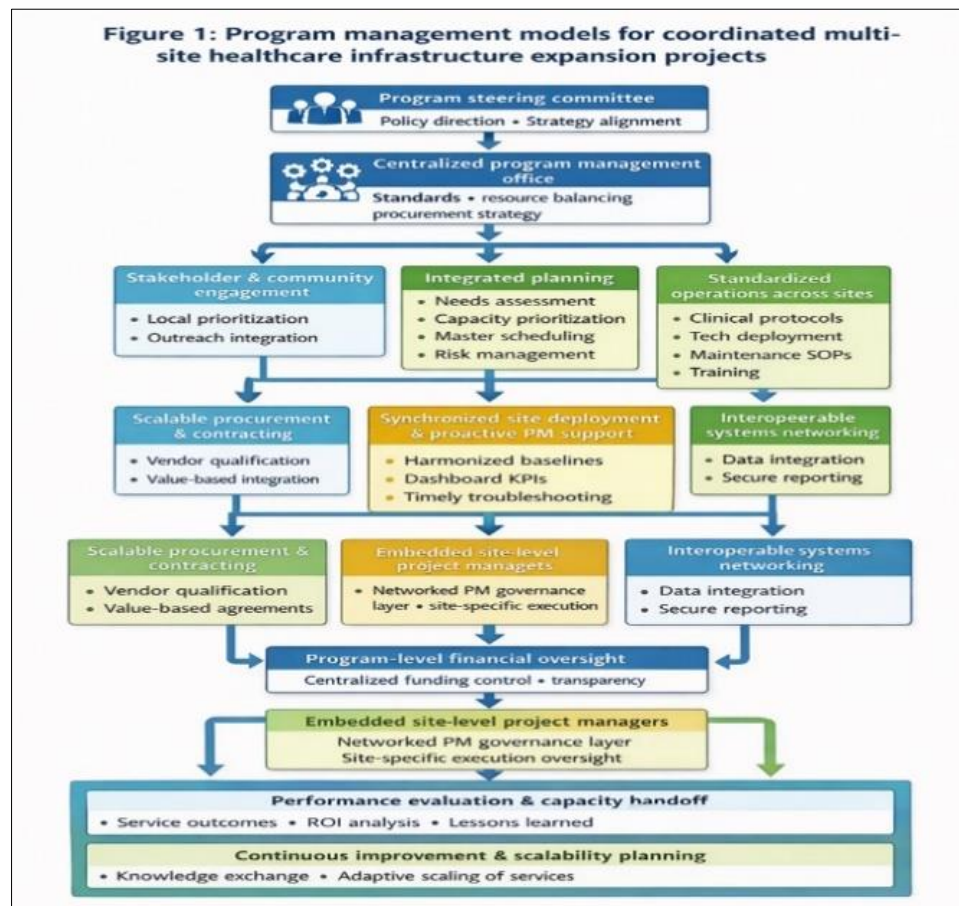 Figure 1: Program management models for coordinated multi-
site healthcare infrastructure expansion projects
Program steering committee
Policy direction • Strategy alignment
Centralized program management
office
Standards • resource balancing
procurement strategy
Stakeholder & community
engagement
• Local prioritization
• Outreach integration
Integrated planning
• Needs assessment
• Capacity prioritization
• Master scheduling
• Risk management
Standardized
operations across sites
• Clinical protocols
• Tech deployment
• Maintenance SOPs
• Training
Scalable procurement
& contracting
• Vendor qualification
• Value-based integration
Synchronized site deployment
& proactive PM support
• Harmonized baselines
• Dashboard KPIs
• Timely troubleshooting
Interopeerable
systems networking
• Data integration
• Secure reporting
Scalable procurement &
contracting
• Vendor qualification
• Value-based agreements
Embedded site-level
project managets
• Networked PM governance
layer • site-specific execution
Interoperable systems
networking
• Data integration
• Secure reporting
Program-level financial oversight
Centralized funding control • transparency
Embedded site-level project managers
Networked PM governance layer
Site-specific execution oversight
Performance evaluation & capacity handoff
• Service outcomes • ROI analysis • Lessons learned
Continuous improvement & scalability planning
• Knowledge exchange • Adaptive scaling of services